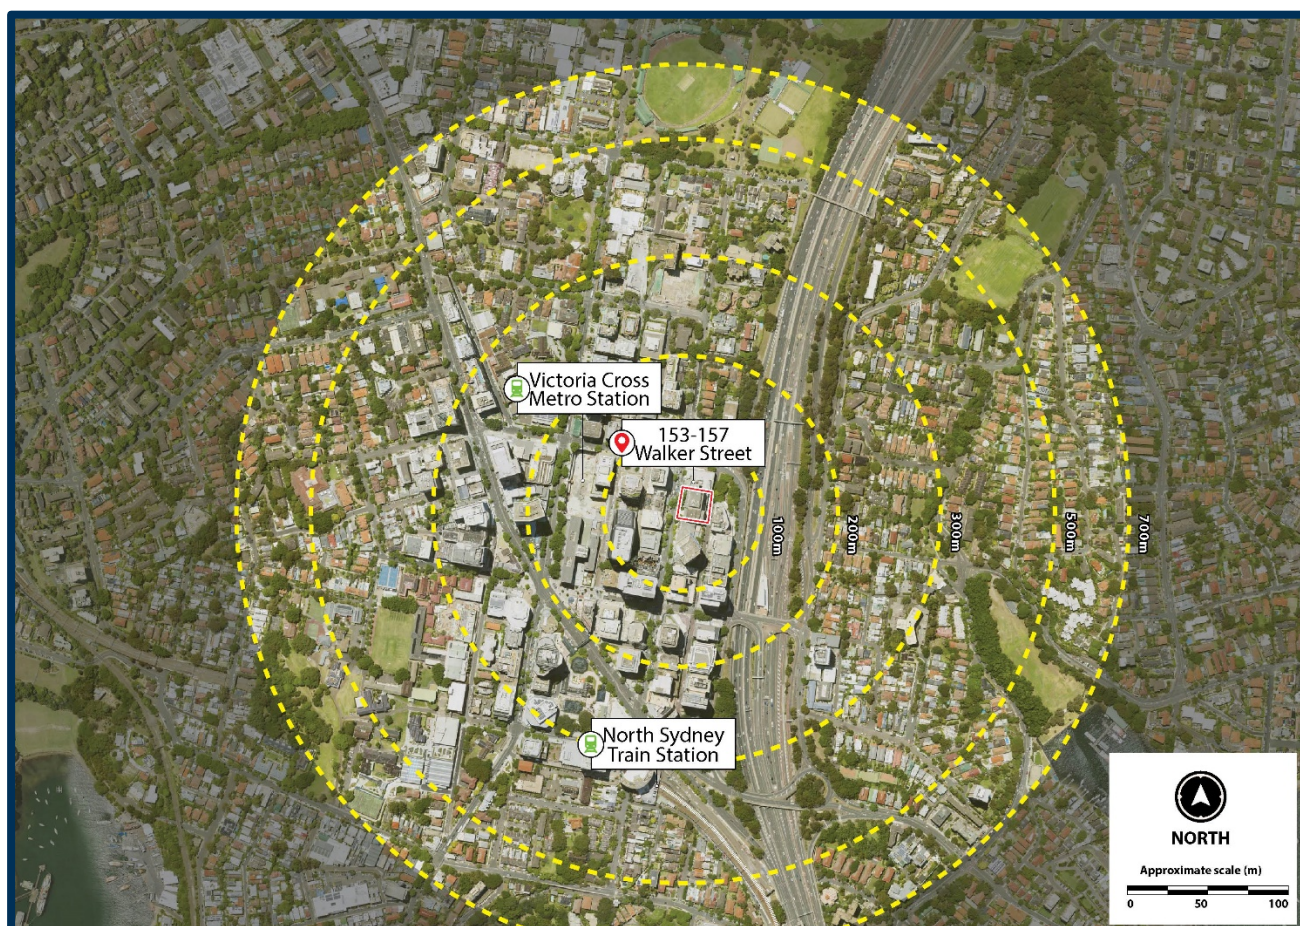 Victoria Cross
Metro Station
153-157
Walker Street
100m
200m
300m
500m
700m
North Sydney
Train Station
NORTH
Approximate scale (m)
0 50 100